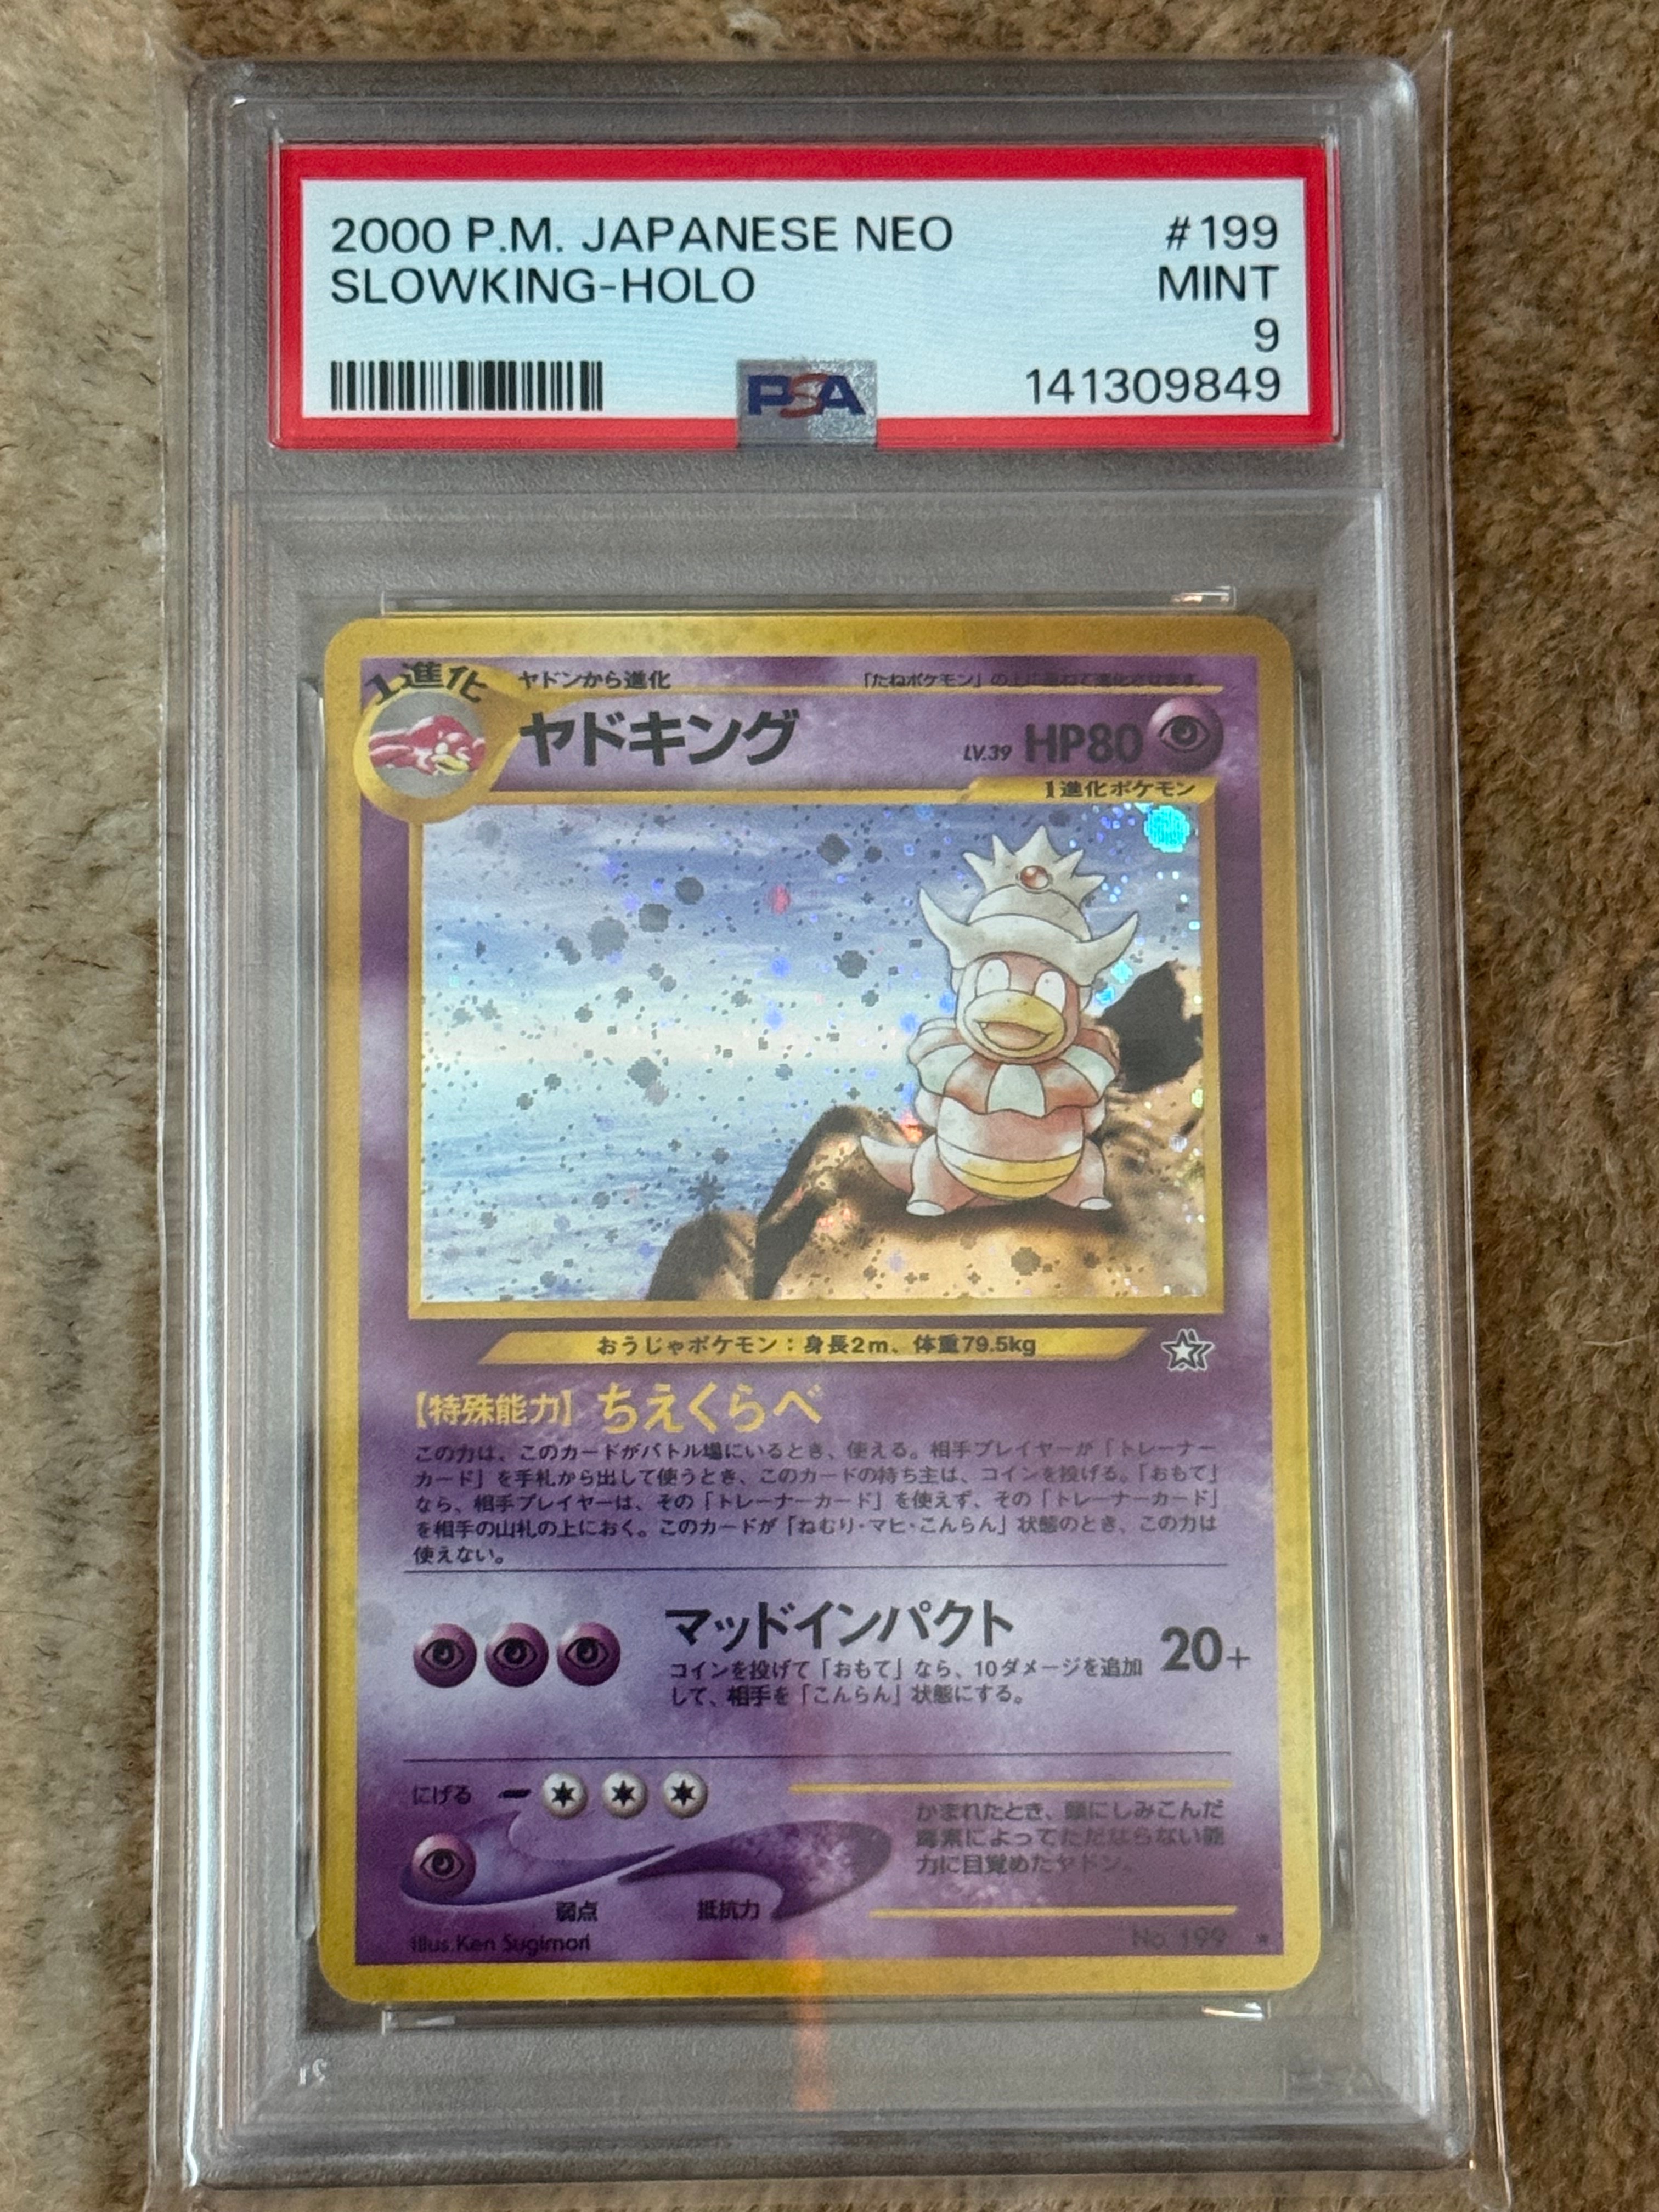 2000 P.M. JAPANESE NEO #199
SLOWKING-HOLO MINT
9
PSA 141309849
1進化
ヤドンから進化 「たねポケモン」の上に重ねて進化させます。
ヤドキング LV.39 HP80
1進化ポケモン
おうじゃポケモン:身長2m、体重79.5kg
【特殊能力】ちえくらべ
この力は、このカードがバトル場にいるとき、使える。相手プレイヤーが「トレーナー
カード」を手札から出して使うとき、このカードの持ち主は、コインを投げる。「おもて」
なら、相手プレイヤーは、その「トレーナーカード」を使えず、その「トレーナーカード」
を相手の山札の上におく。このカードが「ねむり・マヒ・こんらん」状態のとき、この力は
使えない。
マッドインパクト 20+
コインを投げて「おもて」なら、10ダメージを追加
して、相手を「こんらん」状態にする。
にげる
かまれたとき、頭にしみこんだ
毒素によってただならない能
力に目覚めたヤドン。
弱点 抵抗力
Illus.Ken Sugimori No.199